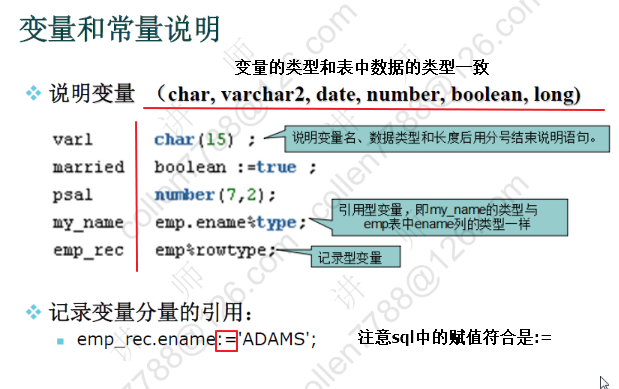 变量和常量说明
变量的类型和表中数据的类型一致
说明变量 （char, varchar2, date, number, boolean, long)
varl char(15) ; 说明变量名、数据类型和长度后用分号结束说明语句。
married boolean :=true ;
psal number(7,2);
my_name emp.ename%type; 引用型变量，即my_name的类型与
emp表中ename列的类型一样
emp_rec emp%rowtype; 记录型变量
记录变量分量的引用：
emp_rec.ename:='ADAMS'; 注意sql中的赋值符合是:=
讲 师
collen7788@126.com